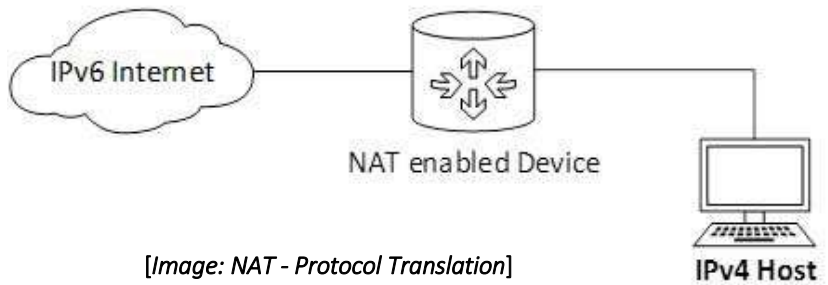 IPv6 Internet
NAT enabled Device
IPv4 Host
[Image: NAT - Protocol Translation]